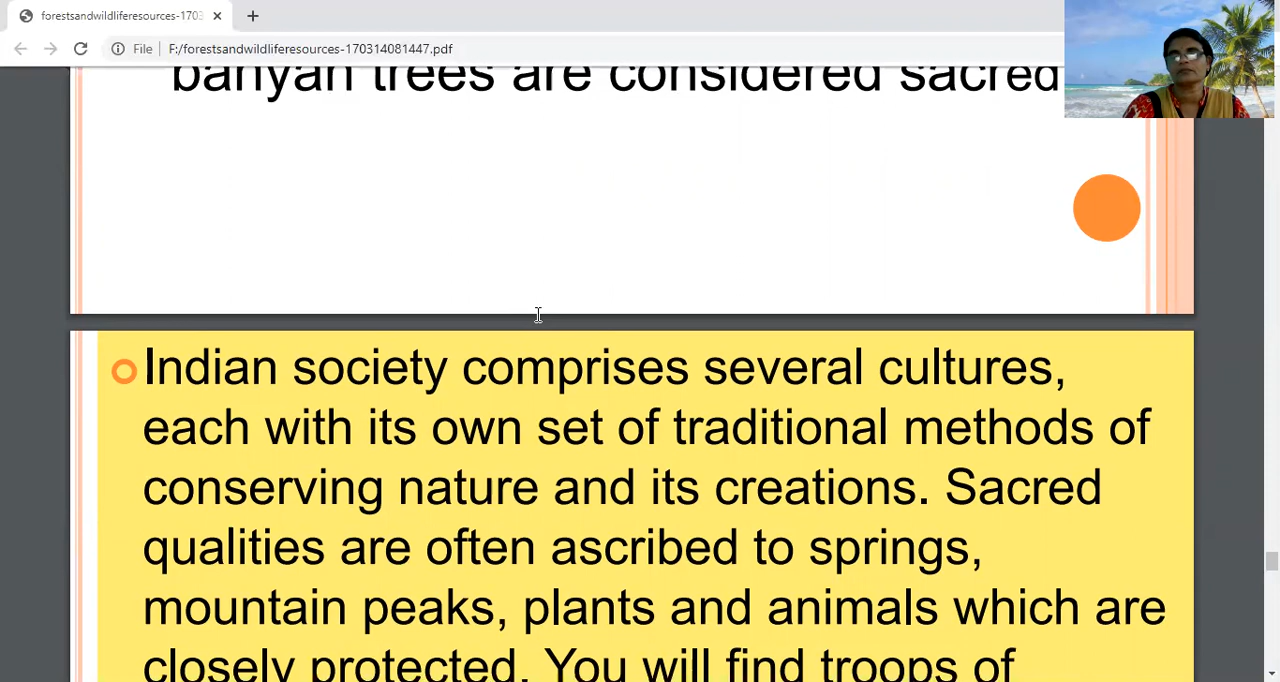 forestsandwildliferesources-1703
File F:/forestsandwildliferesources-170314081447.pdf
banyan trees are considered sacred
Indian society comprises several cultures,
each with its own set of traditional methods of
conserving nature and its creations. Sacred
qualities are often ascribed to springs,
mountain peaks, plants and animals which are
closely protected. You will find troops of